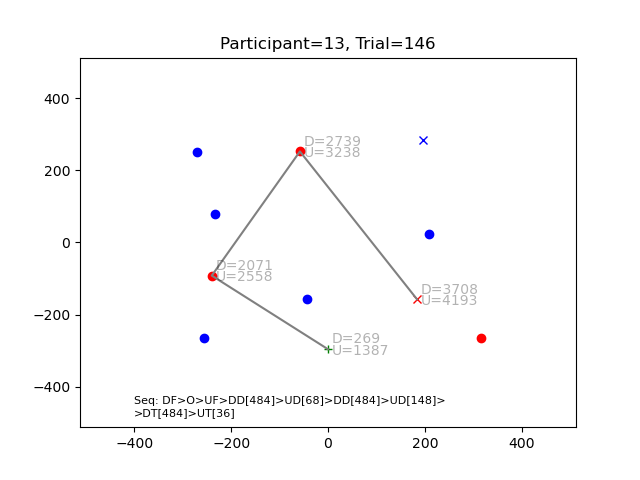 Participant=13, Trial=146
400
200
0
−200
−400
D=2739
U=3238
D=2071
U=2558
D=3708
U=4193
D=269
U=1387
Seq: DF>O>UF>DD[484]>UD[68]>DD[484]>UD[148]>
>DT[484]>UT[36]
−400 −200 0 200 400